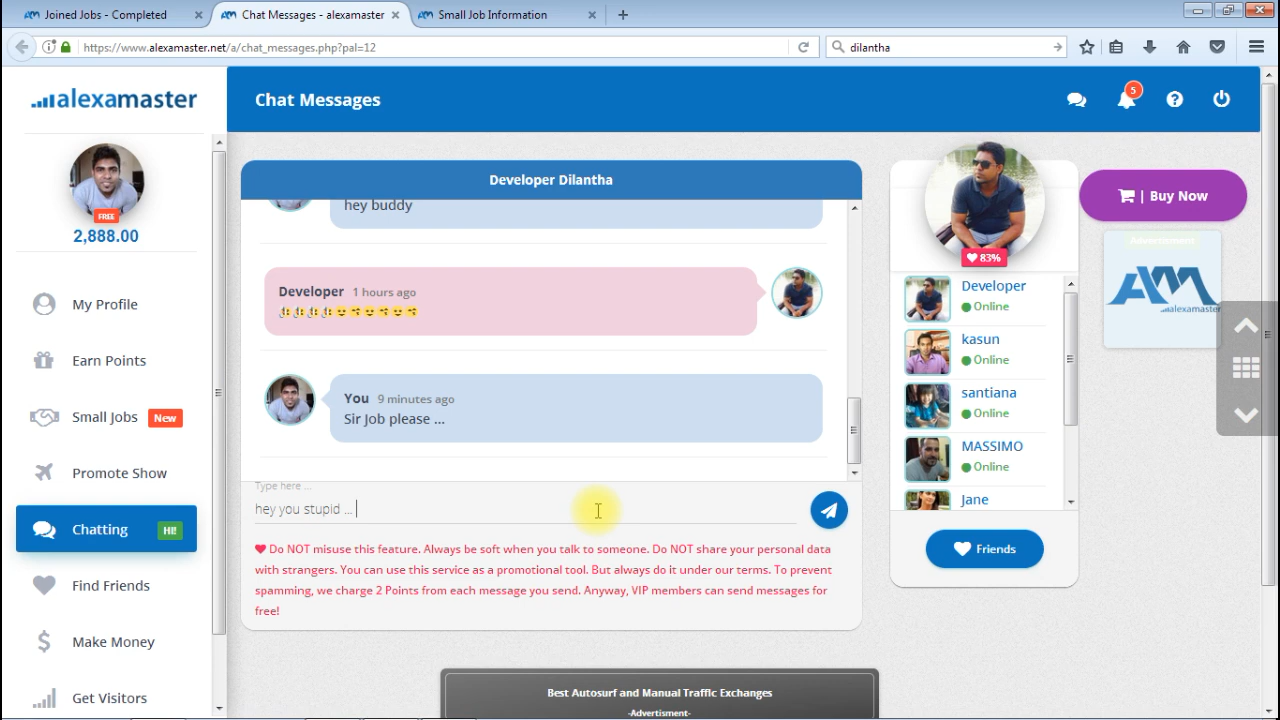 Joined Jobs - Completed
Chat Messages - alexamaster
Small Job Information
https://www.alexamaster.net/a/chat_messages.php?pal=12
dilantha
alexamaster
Chat Messages
5
FREE
2,888.00
My Profile
Earn Points
Small Jobs New
Promote Show
Chatting HI!
Find Friends
Make Money
Get Visitors
Developer Dilantha
hey buddy
Developer 1 hours ago
You 9 minutes ago
Sir Job please ...
Type here ...
hey you stupid ...
Do NOT misuse this feature. Always be soft when you talk to someone. Do NOT share your personal data
with strangers. You can use this service as a promotional tool. But always do it under our terms. To prevent
spamming, we charge 2 Points from each message you send. Anyway, VIP members can send messages for
free!
83%
Developer
Online
kasun
Online
santiana
Online
MASSIMO
Online
Jane
Friends
| Buy Now
Advertisment
AM
alexamaster
Best Autosurf and Manual Traffic Exchanges
-Advertisment-